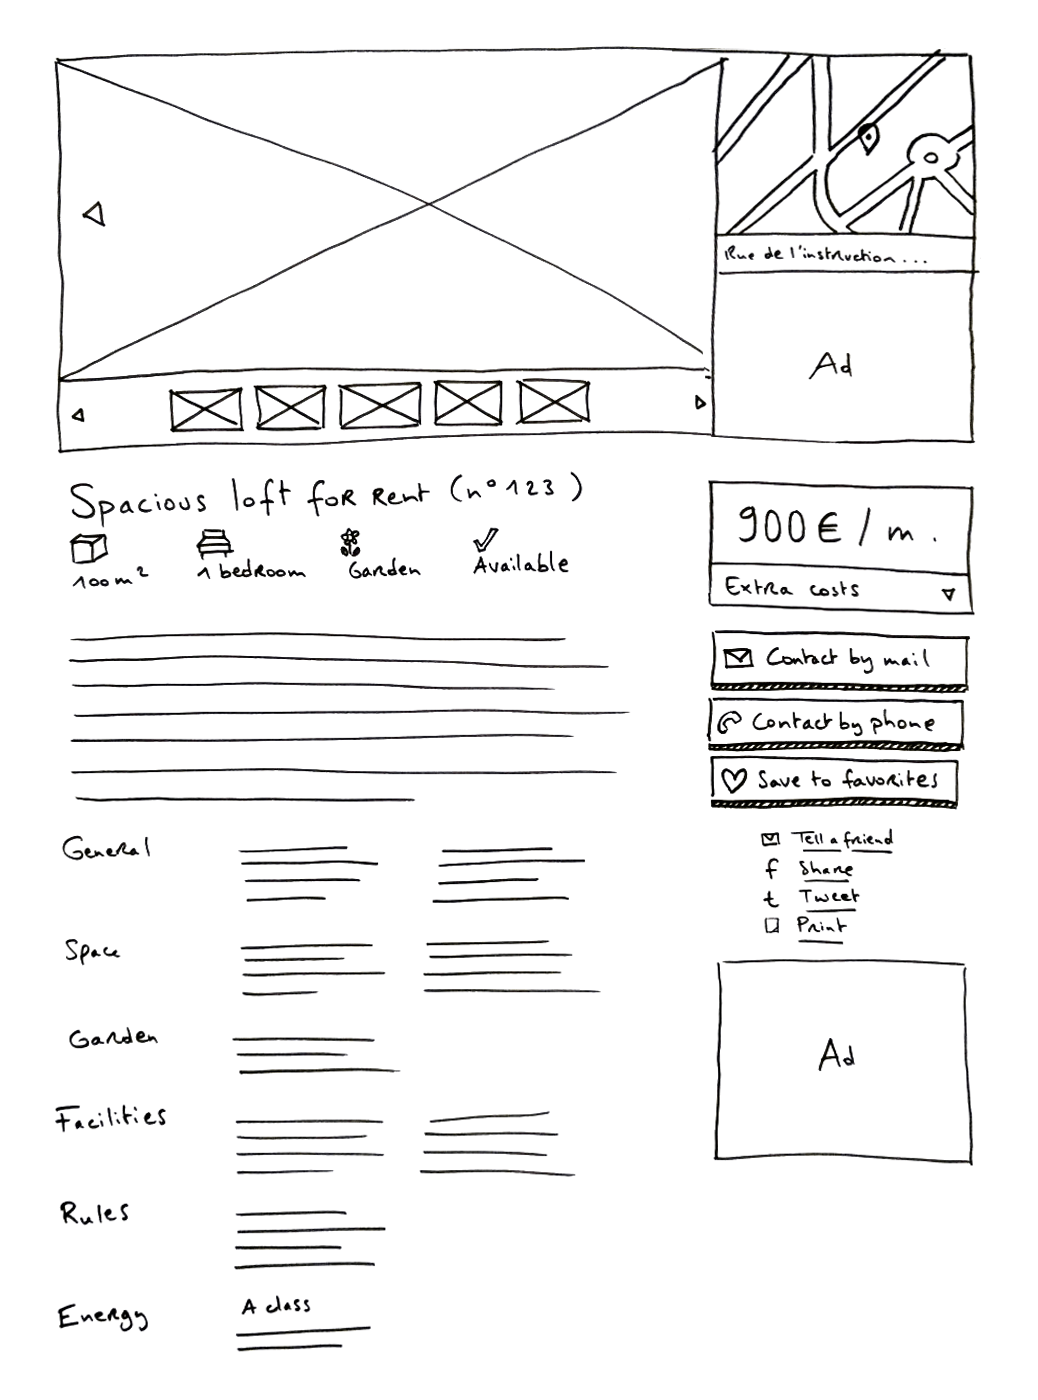 Rue de l'instruction...
Ad
Spacious loft for rent (n° 123)
100 m²
1 bedroom
Garden
Available
900 € / m.
Extra costs
Contact by mail
Contact by phone
Save to favorites
Tell a friend
f Share
t Tweet
Print
Ad
General
Space
Garden
Facilities
Rules
Energy
A class